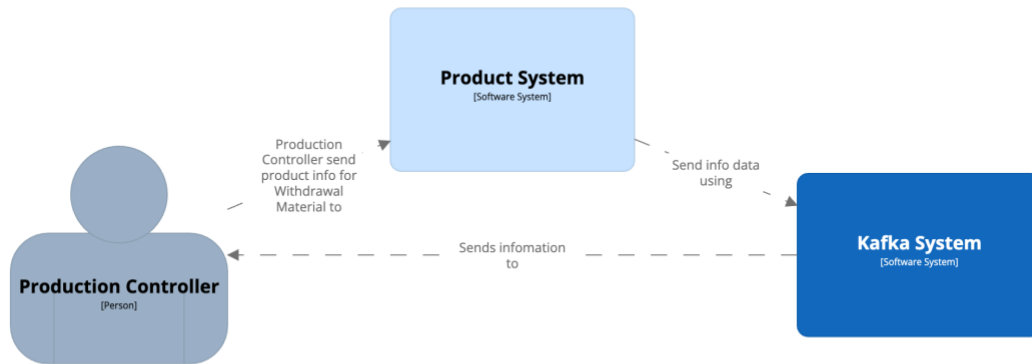 Product System
[Software System]
Production
Controller send
product info for
Withdrawal
Material to
Send info data
using
Kafka System
[Software System]
Sends infomation
to
Production Controller
[Person]